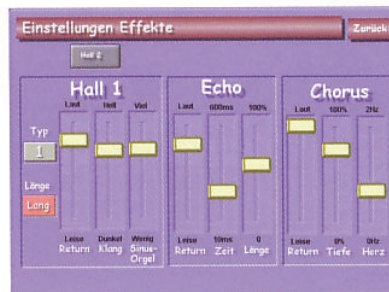 Einstellungen Effekte
Zurück
Hall 2
Hall 1
Laut Hell Viel
Typ
1
Länge
Lang
Leise Dunkel Wenig
Return Klang Sinus-
Orgel
Echo
Laut 600ms 100%
Leise 10ms 0
Return Zeit Länge
Chorus
Laut 100% 2Hz
Leise 0% 0Hz
Return Tiefe Herz